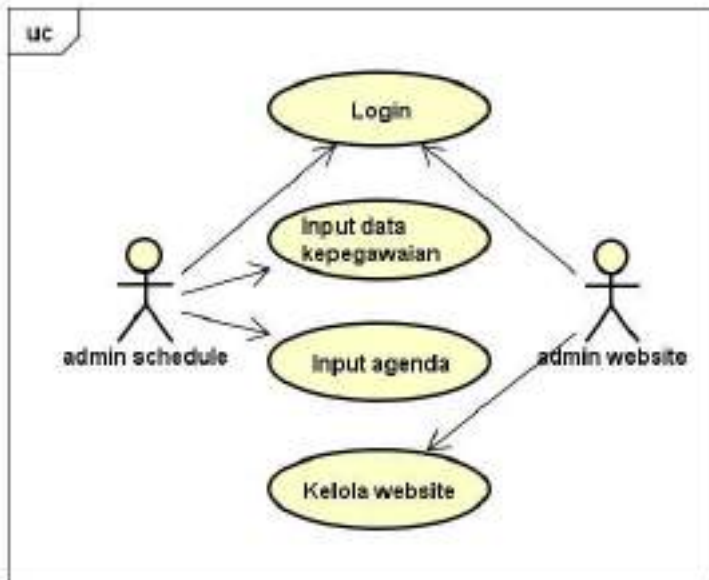 uc
Login
Input data
kepegawaian
admin schedule
admin website
Input agenda
Kelola website